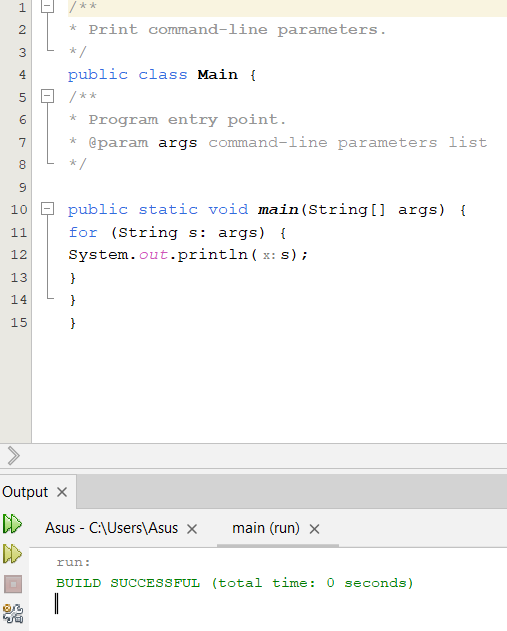 1 /**
2 * Print command-line parameters.
3 */
4 public class Main {
5 /**
6 * Program entry point.
7 * @param args command-line parameters list
8 */
9
10 public static void main(String[] args) {
11 for (String s: args) {
12 System.out.println( x: s);
13 }
14 }
15 }
Output
Asus - C:\Users\Asus main (run)
run:
BUILD SUCCESSFUL (total time: 0 seconds)